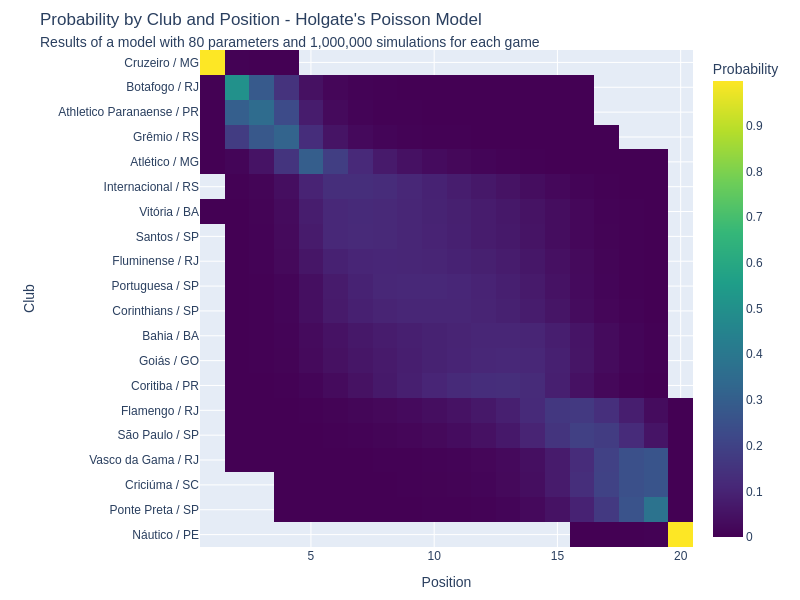 Probability by Club and Position - Holgate's Poisson Model
Results of a model with 80 parameters and 1,000,000 simulations for each game
Probability
Club
Cruzeiro / MG
Botafogo / RJ
Athletico Paranaense / PR
Grêmio / RS
Atlético / MG
Internacional / RS
Vitória / BA
Santos / SP
Fluminense / RJ
Portuguesa / SP
Corinthians / SP
Bahia / BA
Goiás / GO
Coritiba / PR
Flamengo / RJ
São Paulo / SP
Vasco da Gama / RJ
Criciúma / SC
Ponte Preta / SP
Náutico / PE
0.9
0.8
0.7
0.6
0.5
0.4
0.3
0.2
0.1
0
5 10 15 20
Position